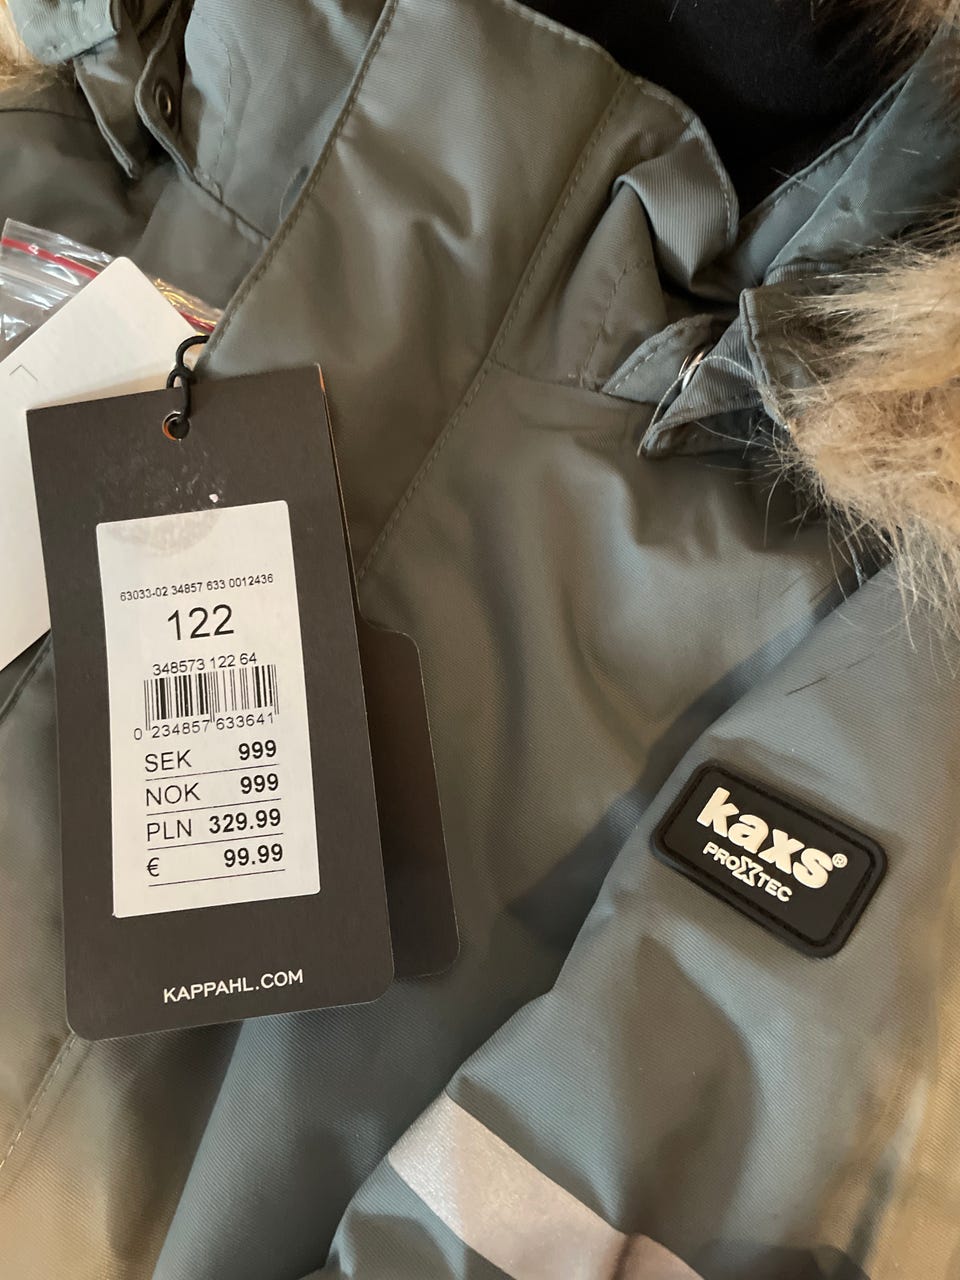 63033-02 34857 633 0012436
122
348573 122 64
0 234857 633641
SEK 999
NOK 999
PLN 329.99
€ 99.99
KAPPAHL.COM
kaxs®
PROXTEC